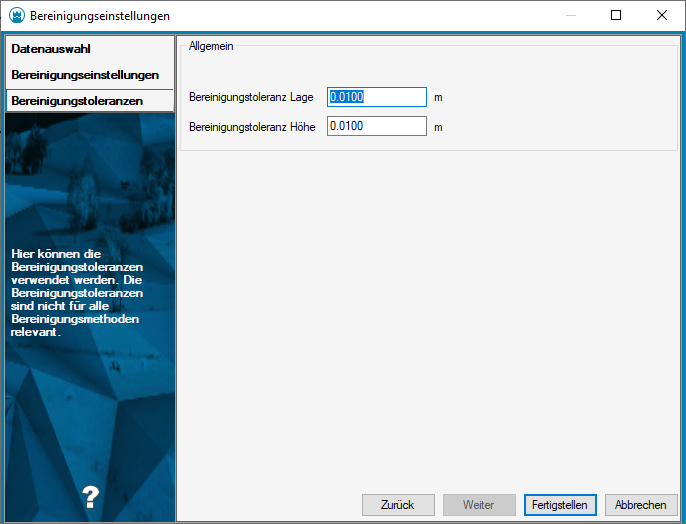 Bereinigungseinstellungen
Datenauswahl
Bereinigungseinstellungen
Bereinigungstoleranzen
Hier können die
Bereinigungstoleranzen
verwendet werden. Die
Bereinigungstoleranzen
sind nicht für alle
Bereinigungsmethoden
relevant.
?
Allgemein
Bereinigungstoleranz Lage 0.0100 m
Bereinigungstoleranz Höhe 0.0100 m
Zurück Weiter Fertigstellen Abbrechen